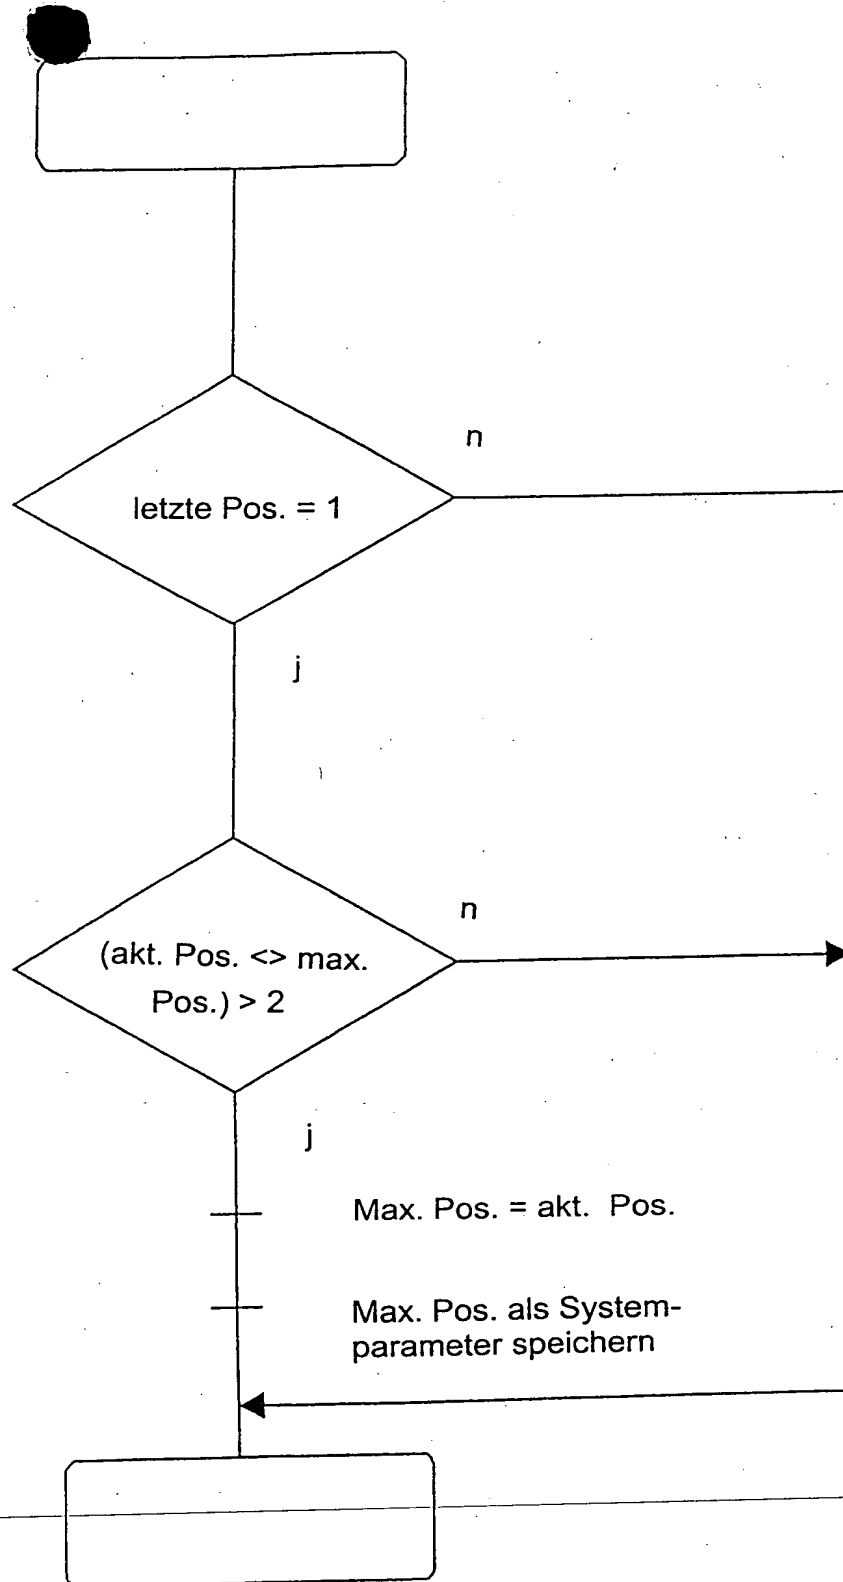 n
letzte Pos. = 1
j
n
(akt. Pos. <> max.
Pos.) > 2
j
Max. Pos. = akt. Pos.
Max. Pos. als System-
parameter speichern